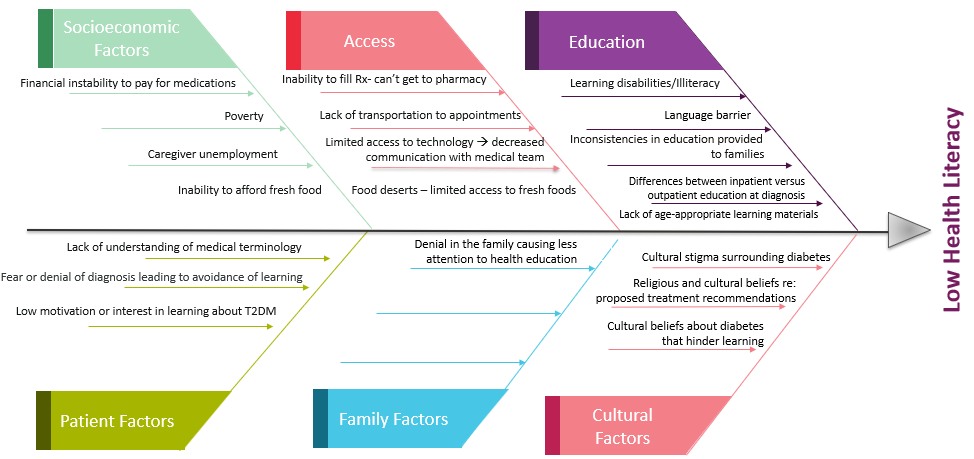 Socioeconomic
Factors
Financial instability to pay for medications
Poverty
Caregiver unemployment
Inability to afford fresh food
Access
Inability to fill Rx- can’t get to pharmacy
Lack of transportation to appointments
Limited access to technology → decreased
communication with medical team
Food deserts – limited access to fresh foods
Education
Learning disabilities/Illiteracy
Language barrier
Inconsistencies in education provided
to families
Differences between inpatient versus
outpatient education at diagnosis
Lack of age-appropriate learning materials
Low Health Literacy
Lack of understanding of medical terminology
Fear or denial of diagnosis leading to avoidance of learning
Low motivation or interest in learning about T2DM
Patient Factors
Denial in the family causing less
attention to health education
Family Factors
Cultural stigma surrounding diabetes
Religious and cultural beliefs re:
proposed treatment recommendations
Cultural beliefs about diabetes
that hinder learning
Cultural
Factors